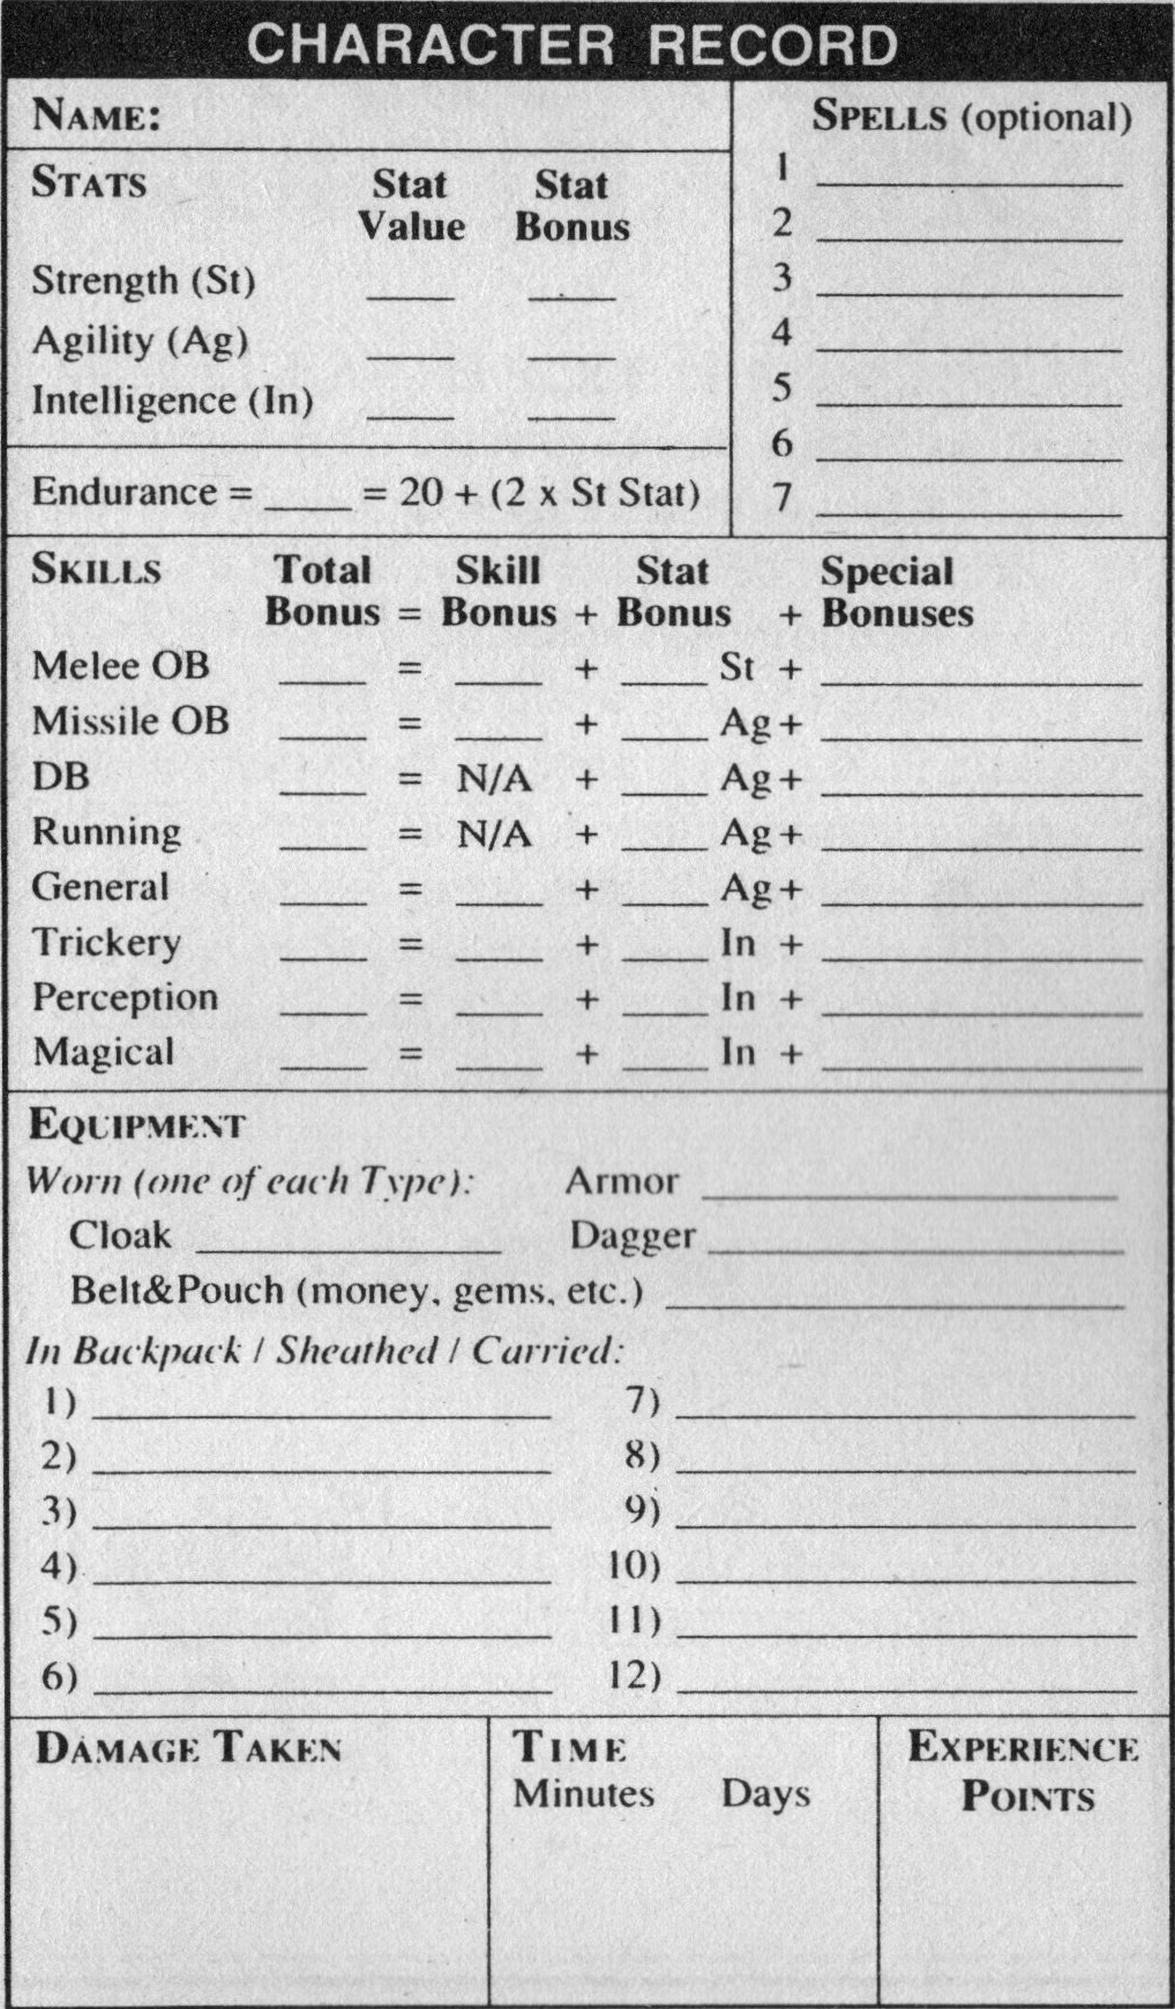 CHARACTER RECORD
NAME:
STATS Stat Stat
Value Bonus
Strength (St) ____ ____
Agility (Ag) ____ ____
Intelligence (In) ____ ____
Endurance = ____ = 20 + (2 x St Stat)
SPELLS (optional)
1 ____
2 ____
3 ____
4 ____
5 ____
6 ____
7 ____
SKILLS Total Skill Stat Special
Bonus = Bonus + Bonus + Bonuses
Melee OB ____ = ____ + ____ St + ____
Missile OB ____ = ____ + ____ Ag + ____
DB ____ = N/A + ____ Ag + ____
Running ____ = N/A + ____ Ag + ____
General ____ = ____ + ____ Ag + ____
Trickery ____ = ____ + ____ In + ____
Perception ____ = ____ + ____ In + ____
Magical ____ = ____ + ____ In + ____
EQUIPMENT
Worn (one of each Type): Armor ____
Cloak ____ Dagger ____
Belt&Pouch (money, gems, etc.) ____
In Backpack / Sheathed / Carried:
1) ____ 7) ____
2) ____ 8) ____
3) ____ 9) ____
4) ____ 10) ____
5) ____ 11) ____
6) ____ 12) ____
DAMAGE TAKEN
TIME
Minutes Days
EXPERIENCE
POINTS